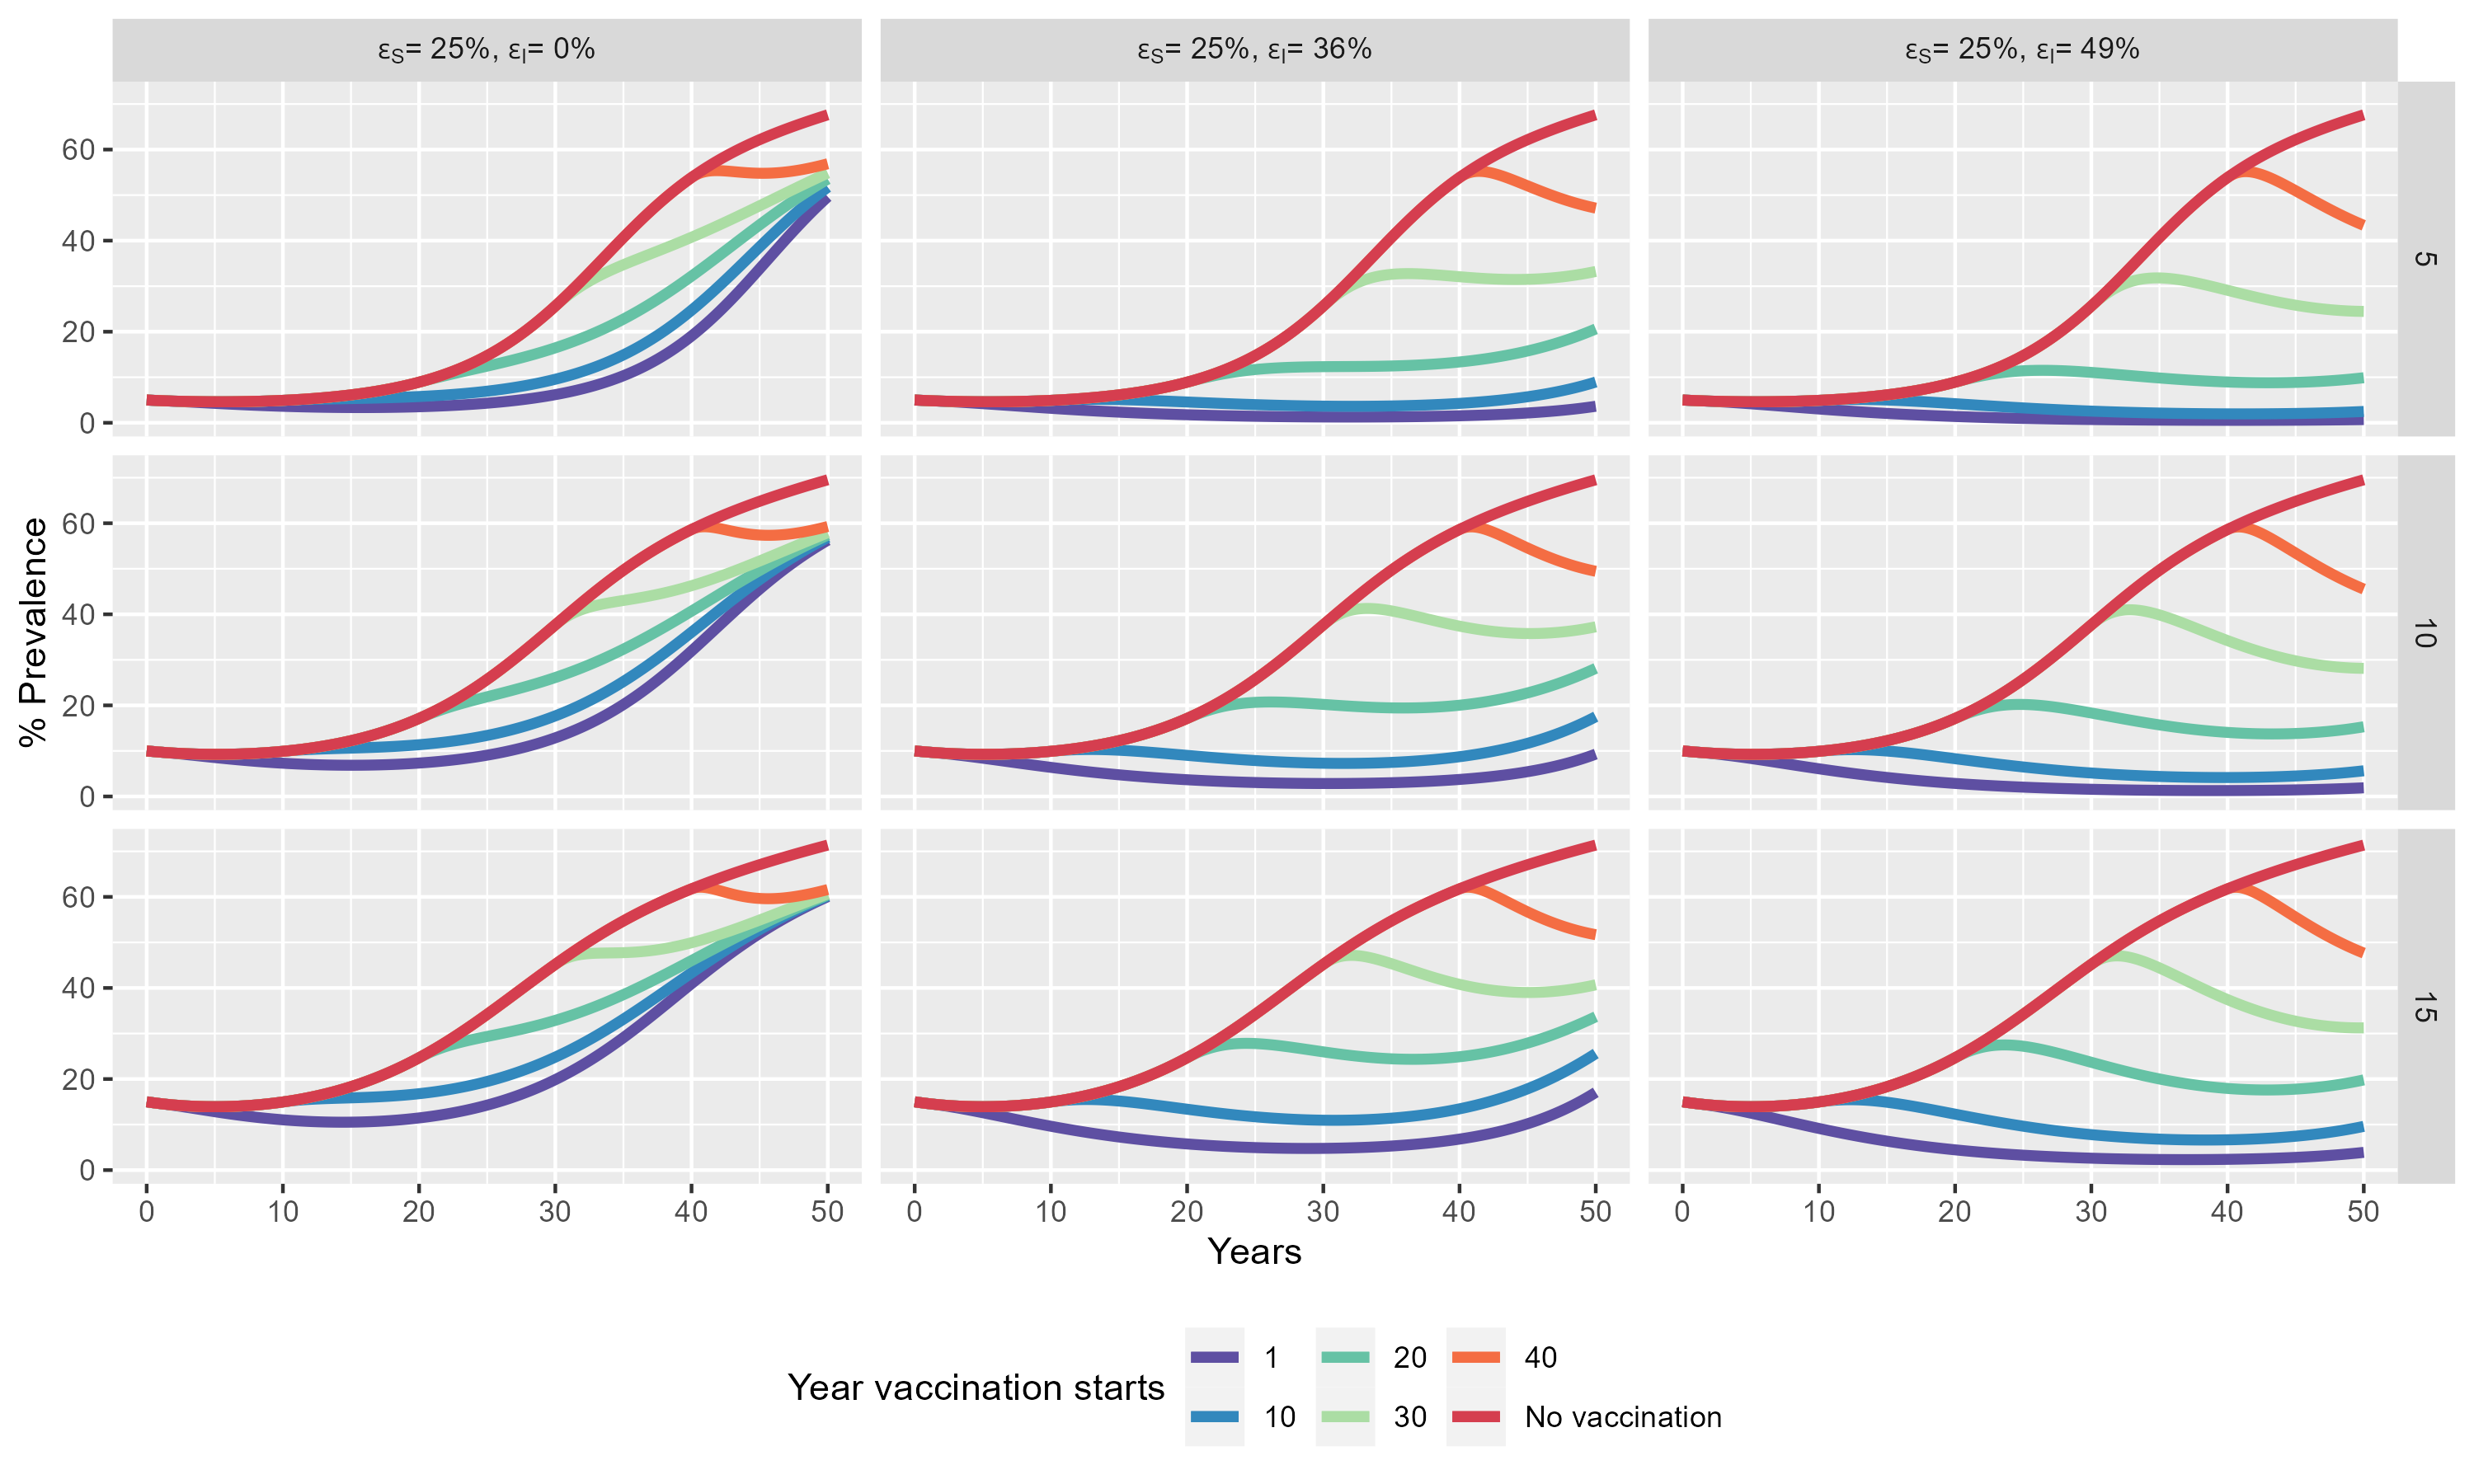 εS= 25%, εI= 0%
εS= 25%, εI= 36%
εS= 25%, εI= 49%
60
40
20
0
5
% Prevalence
60
40
20
0
10
60
40
20
0
15
0 10 20 30 40 50
0 10 20 30 40 50
0 10 20 30 40 50
Years
Year vaccination starts
1 20 40
10 30 No vaccination